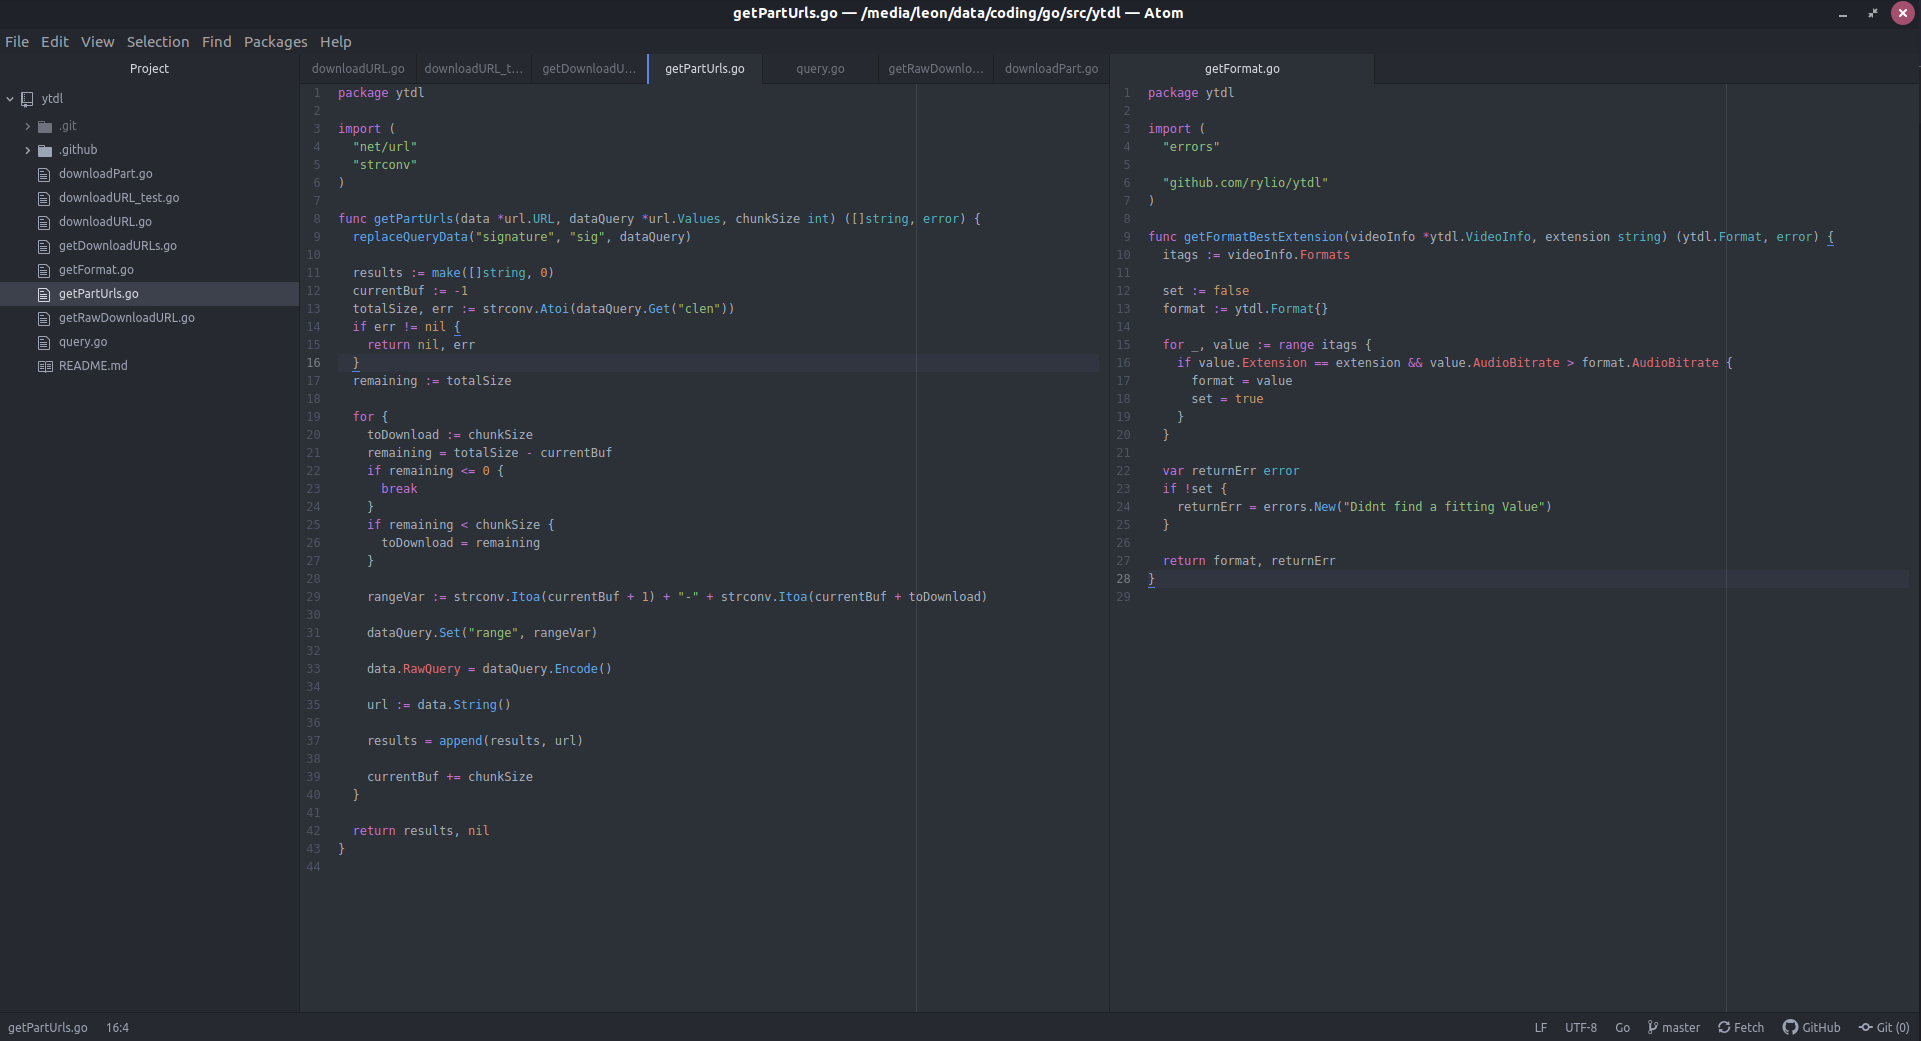 getPartUrls.go — /media/leon/data/coding/go/src/ytdl — Atom
File Edit View Selection Find Packages Help
Project
ytdl
.git
.github
downloadPart.go
downloadURL_test.go
downloadURL.go
getDownloadURLs.go
getFormat.go
getPartUrls.go
getRawDownloadURL.go
query.go
README.md
downloadURL.go downloadURL_t... getDownloadU... getPartUrls.go query.go getRawDownlo... downloadPart.go
1 package ytdl
2
3 import (
4 "net/url"
5 "strconv"
6 )
7
8 func getPartUrls(data *url.URL, dataQuery *url.Values, chunkSize int) ([]string, error) {
9 replaceQueryData("signature", "sig", dataQuery)
10
11 results := make([]string, 0)
12 currentBuf := -1
13 totalSize, err := strconv.Atoi(dataQuery.Get("clen"))
14 if err != nil {
15 return nil, err
16 }
17 remaining := totalSize
18
19 for {
20 toDownload := chunkSize
21 remaining = totalSize - currentBuf
22 if remaining <= 0 {
23 break
24 }
25 if remaining < chunkSize {
26 toDownload = remaining
27 }
28
29 rangeVar := strconv.Itoa(currentBuf + 1) + "-" + strconv.Itoa(currentBuf + toDownload)
30
31 dataQuery.Set("range", rangeVar)
32
33 data.RawQuery = dataQuery.Encode()
34
35 url := data.String()
36
37 results = append(results, url)
38
39 currentBuf += chunkSize
40 }
41
42 return results, nil
43 }
44
getFormat.go
1 package ytdl
2
3 import (
4 "errors"
5
6 "github.com/rylio/ytdl"
7 )
8
9 func getFormatBestExtension(videoInfo *ytdl.VideoInfo, extension string) (ytdl.Format, error) {
10 itags := videoInfo.Formats
11
12 set := false
13 format := ytdl.Format{}
14
15 for _, value := range itags {
16 if value.Extension == extension && value.AudioBitrate > format.AudioBitrate {
17 format = value
18 set = true
19 }
20 }
21
22 var returnErr error
23 if !set {
24 returnErr = errors.New("Didnt find a fitting Value")
25 }
26
27 return format, returnErr
28 }
29
getPartUrls.go 16:4
LF UTF-8 Go master Fetch GitHub Git (0)